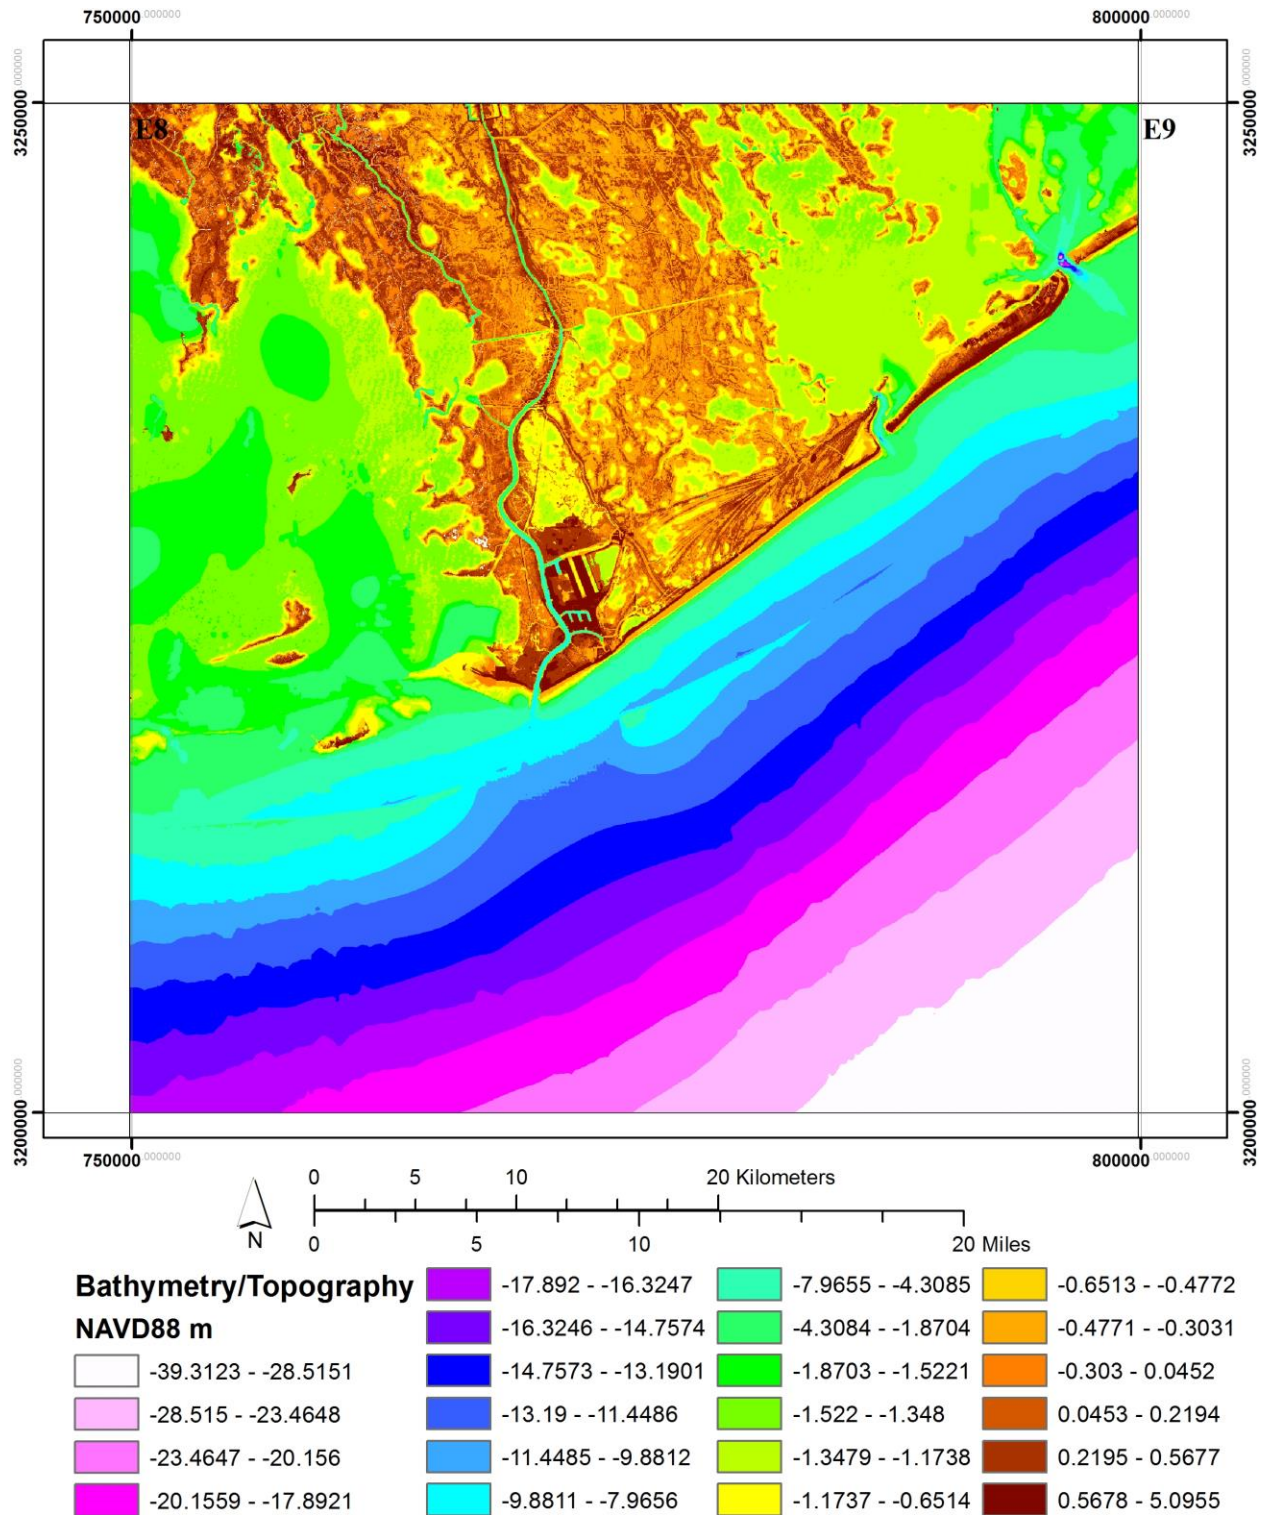 750000.000000 800000.000000
3250000.000000 3250000.000000
E8 E9
3200000.000000 3200000.000000
750000.000000 800000.000000
0 5 10 20 Kilometers
N
0 5 10 20 Miles
Bathymetry/Topography
NAVD88 m
-39.3123 - -28.5151
-28.515 - -23.4648
-23.4647 - -20.156
-20.1559 - -17.8921
-17.892 - -16.3247
-16.3246 - -14.7574
-14.7573 - -13.1901
-13.19 - -11.4486
-11.4485 - -9.8812
-9.8811 - -7.9656
-7.9655 - -4.3085
-4.3084 - -1.8704
-1.8703 - -1.5221
-1.522 - -1.348
-1.3479 - -1.1738
-1.1737 - -0.6514
-0.6513 - -0.4772
-0.4771 - -0.3031
-0.303 - 0.0452
0.0453 - 0.2194
0.2195 - 0.5677
0.5678 - 5.0955